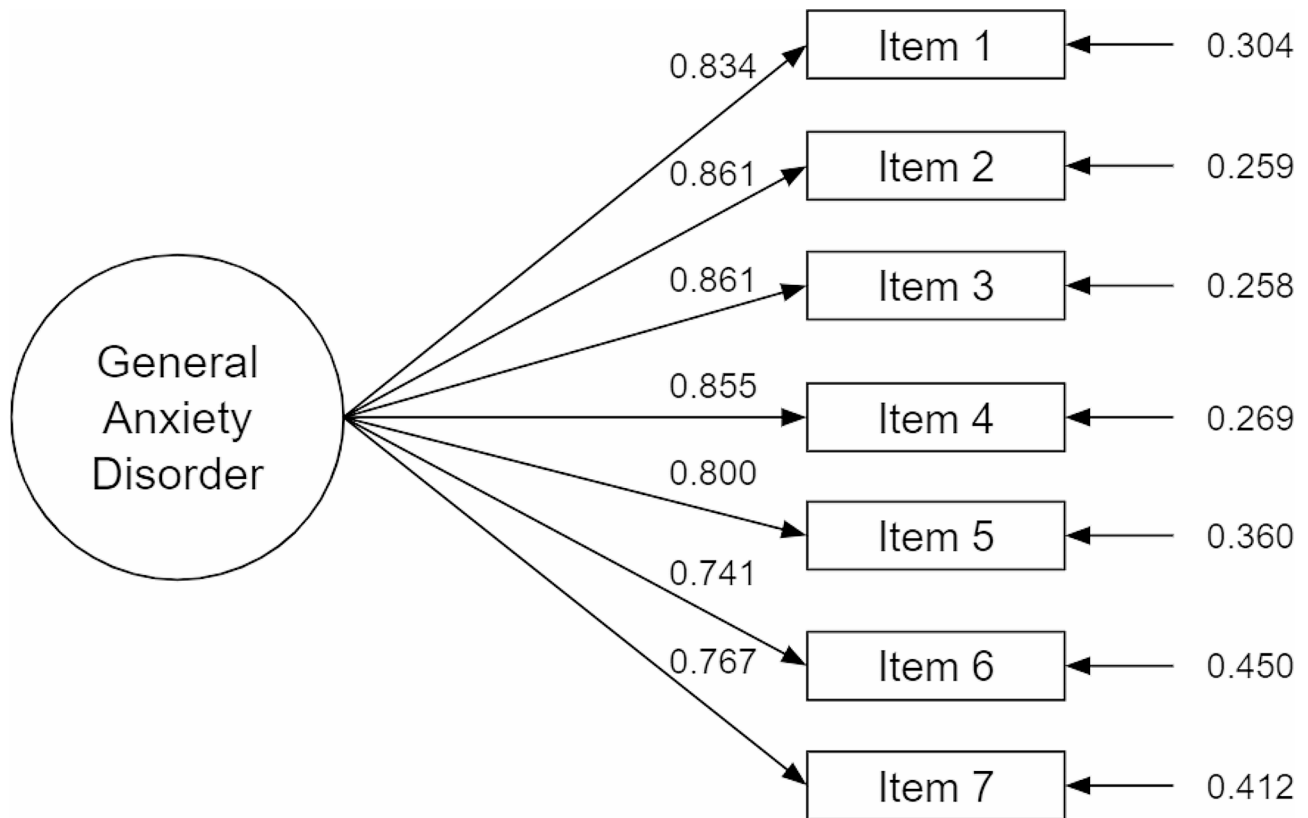 0.834
Item 1
0.304
0.861
Item 2
0.259
0.861
Item 3
0.258
General
Anxiety
Disorder
0.855
Item 4
0.269
0.800
Item 5
0.360
0.741
Item 6
0.450
0.767
Item 7
0.412